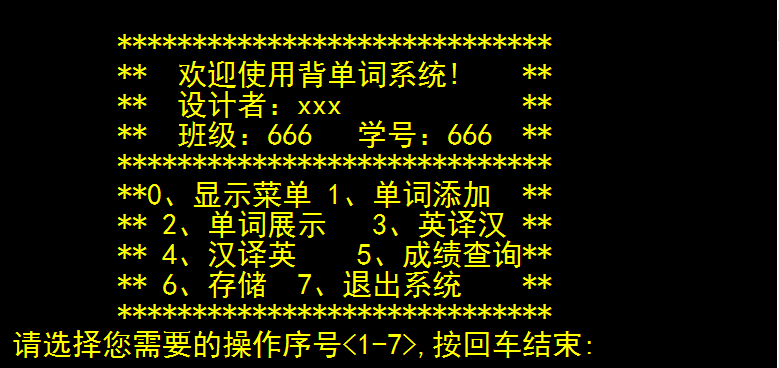 *****************************
** 欢迎使用背单词系统! **
** 设计者：xxx **
** 班级：666 学号：666 **
*****************************
**0、显示菜单 1、单词添加 **
** 2、单词展示 3、英译汉 **
** 4、汉译英 5、成绩查询**
** 6、存储 7、退出系统 **
*****************************
请选择您需要的操作序号<1-7>,按回车结束: